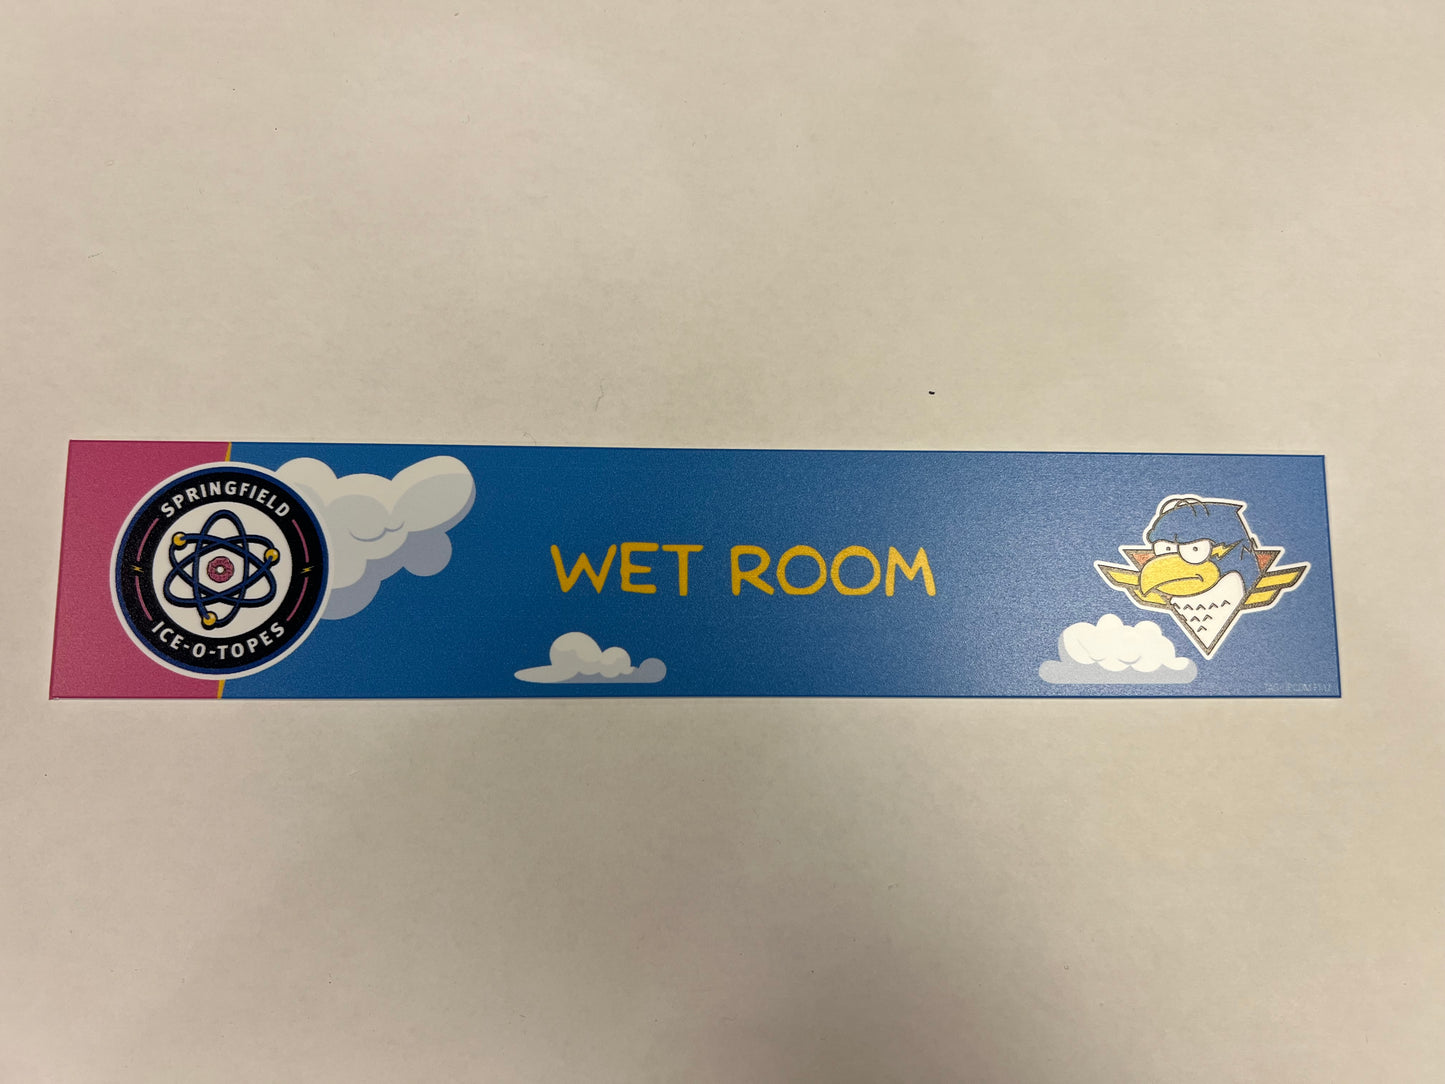 SPRINGFIELD
ICE-O-TOPES
WET ROOM